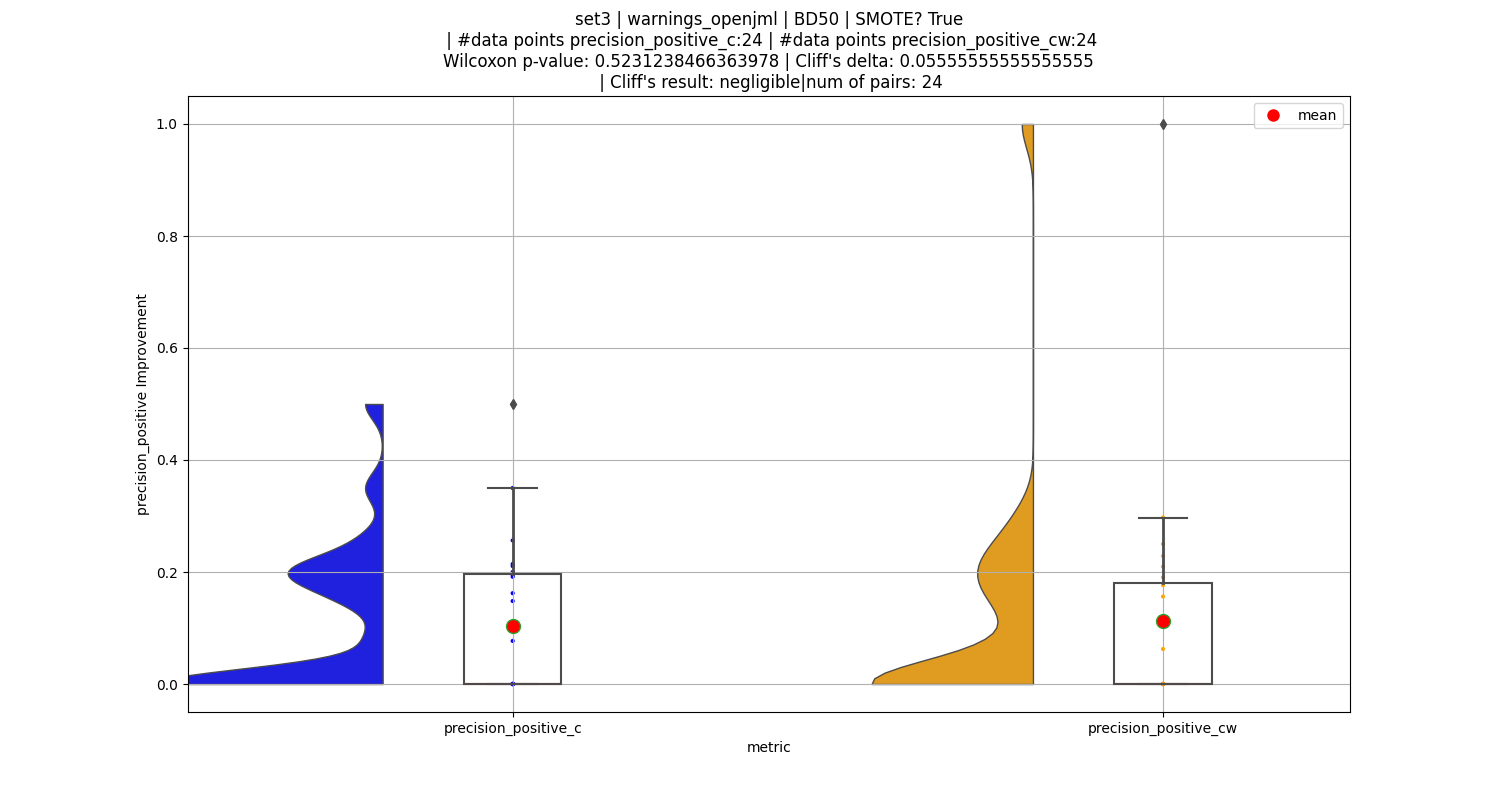 set3 | warnings_openjml | BD50 | SMOTE? True
| #data points precision_positive_c:24 | #data points precision_positive_cw:24
Wilcoxon p-value: 0.5231238466363978 | Cliff's delta: 0.05555555555555555
| Cliff's result: negligible|num of pairs: 24
mean
1.0
0.8
0.6
0.4
0.2
0.0
precision_positive Improvement
precision_positive_c
precision_positive_cw
metric